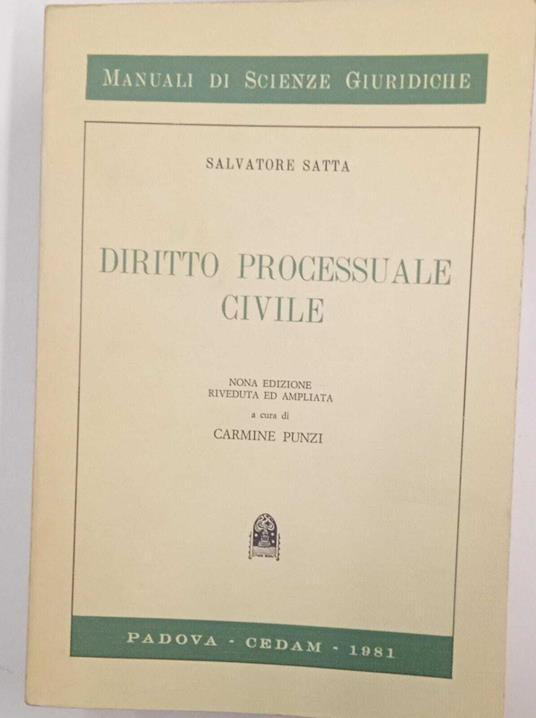 MANUALI DI SCIENZE GIURIDICHE
SALVATORE SATTA
DIRITTO PROCESSUALE
CIVILE
NONA EDIZIONE
RIVEDUTA ED AMPLIATA
a cura di
CARMINE PUNZI
PADOVA - CEDAM - 1981